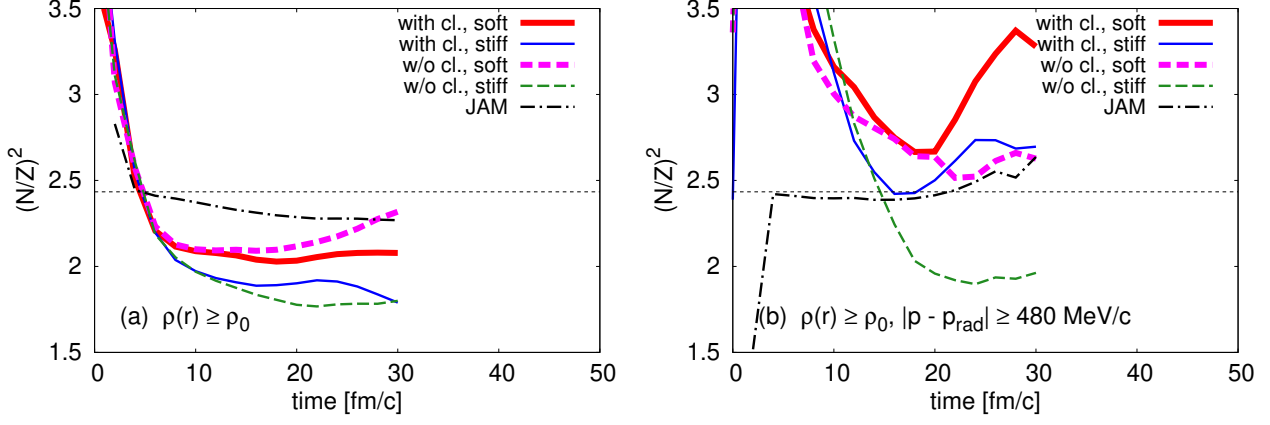 with cl., soft
with cl., stiff
w/o cl., soft
w/o cl., stiff
JAM
(N/Z)²
4
3.5
3
2.5
2
1.5
(a) ρ(r) ≥ ρ₀
0 10 20 30 40 50
time [fm/c]
with cl., soft
with cl., stiff
w/o cl., soft
w/o cl., stiff
JAM
(N/Z)²
3.5
3
2.5
2
1.5
(b) ρ(r) ≥ ρ₀, |p - p_rad| ≥ 480 MeV/c
0 10 20 30 40 50
time [fm/c]